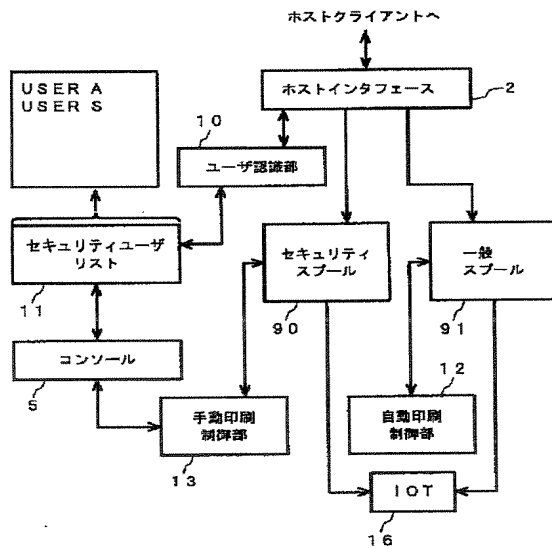 ホストクライアントへ
ホストインタフェース
2
USER A
USER S
10
ユーザ認識部
セキュリティユーザ
リスト
11
セキュリティ
スプール
90
一般
スプール
91
コンソール
5
手動印刷
制御部
13
12
自動印刷
制御部
IOT
16